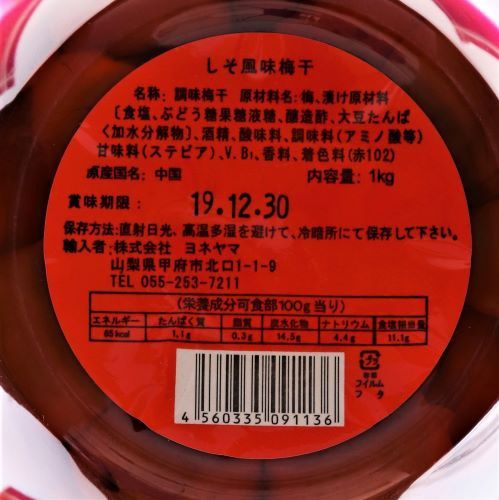 しそ風味梅干
名称: 調味梅干 原材料名:梅、漬け原材料
〔食塩、ぶどう糖果糖液糖、醸造酢、大豆たんぱく
〈加水分解物〉、酒精、酸味料、調味料(アミノ酸等)
甘味料(ステビア)、V.B₁、香料、着色料(赤102)
原産国名: 中国 内容量: 1kg
賞味期限: 19.12.30
保存方法:直射日光、高温多湿を避けて、冷暗所にて保存して下さい。
輸入者:株式会社 ヨネヤマ
山梨県甲府市北口1-1-9
TEL 055-253-7211
(栄養成分可食部100g当り)
エネルギー たんぱく質 脂質 炭水化物 ナトリウム 食塩相当量
65kcal 1.1g 0.3g 14.5g 4.4g 11.1g
容器
フイルム
フタ
4 560335 091136